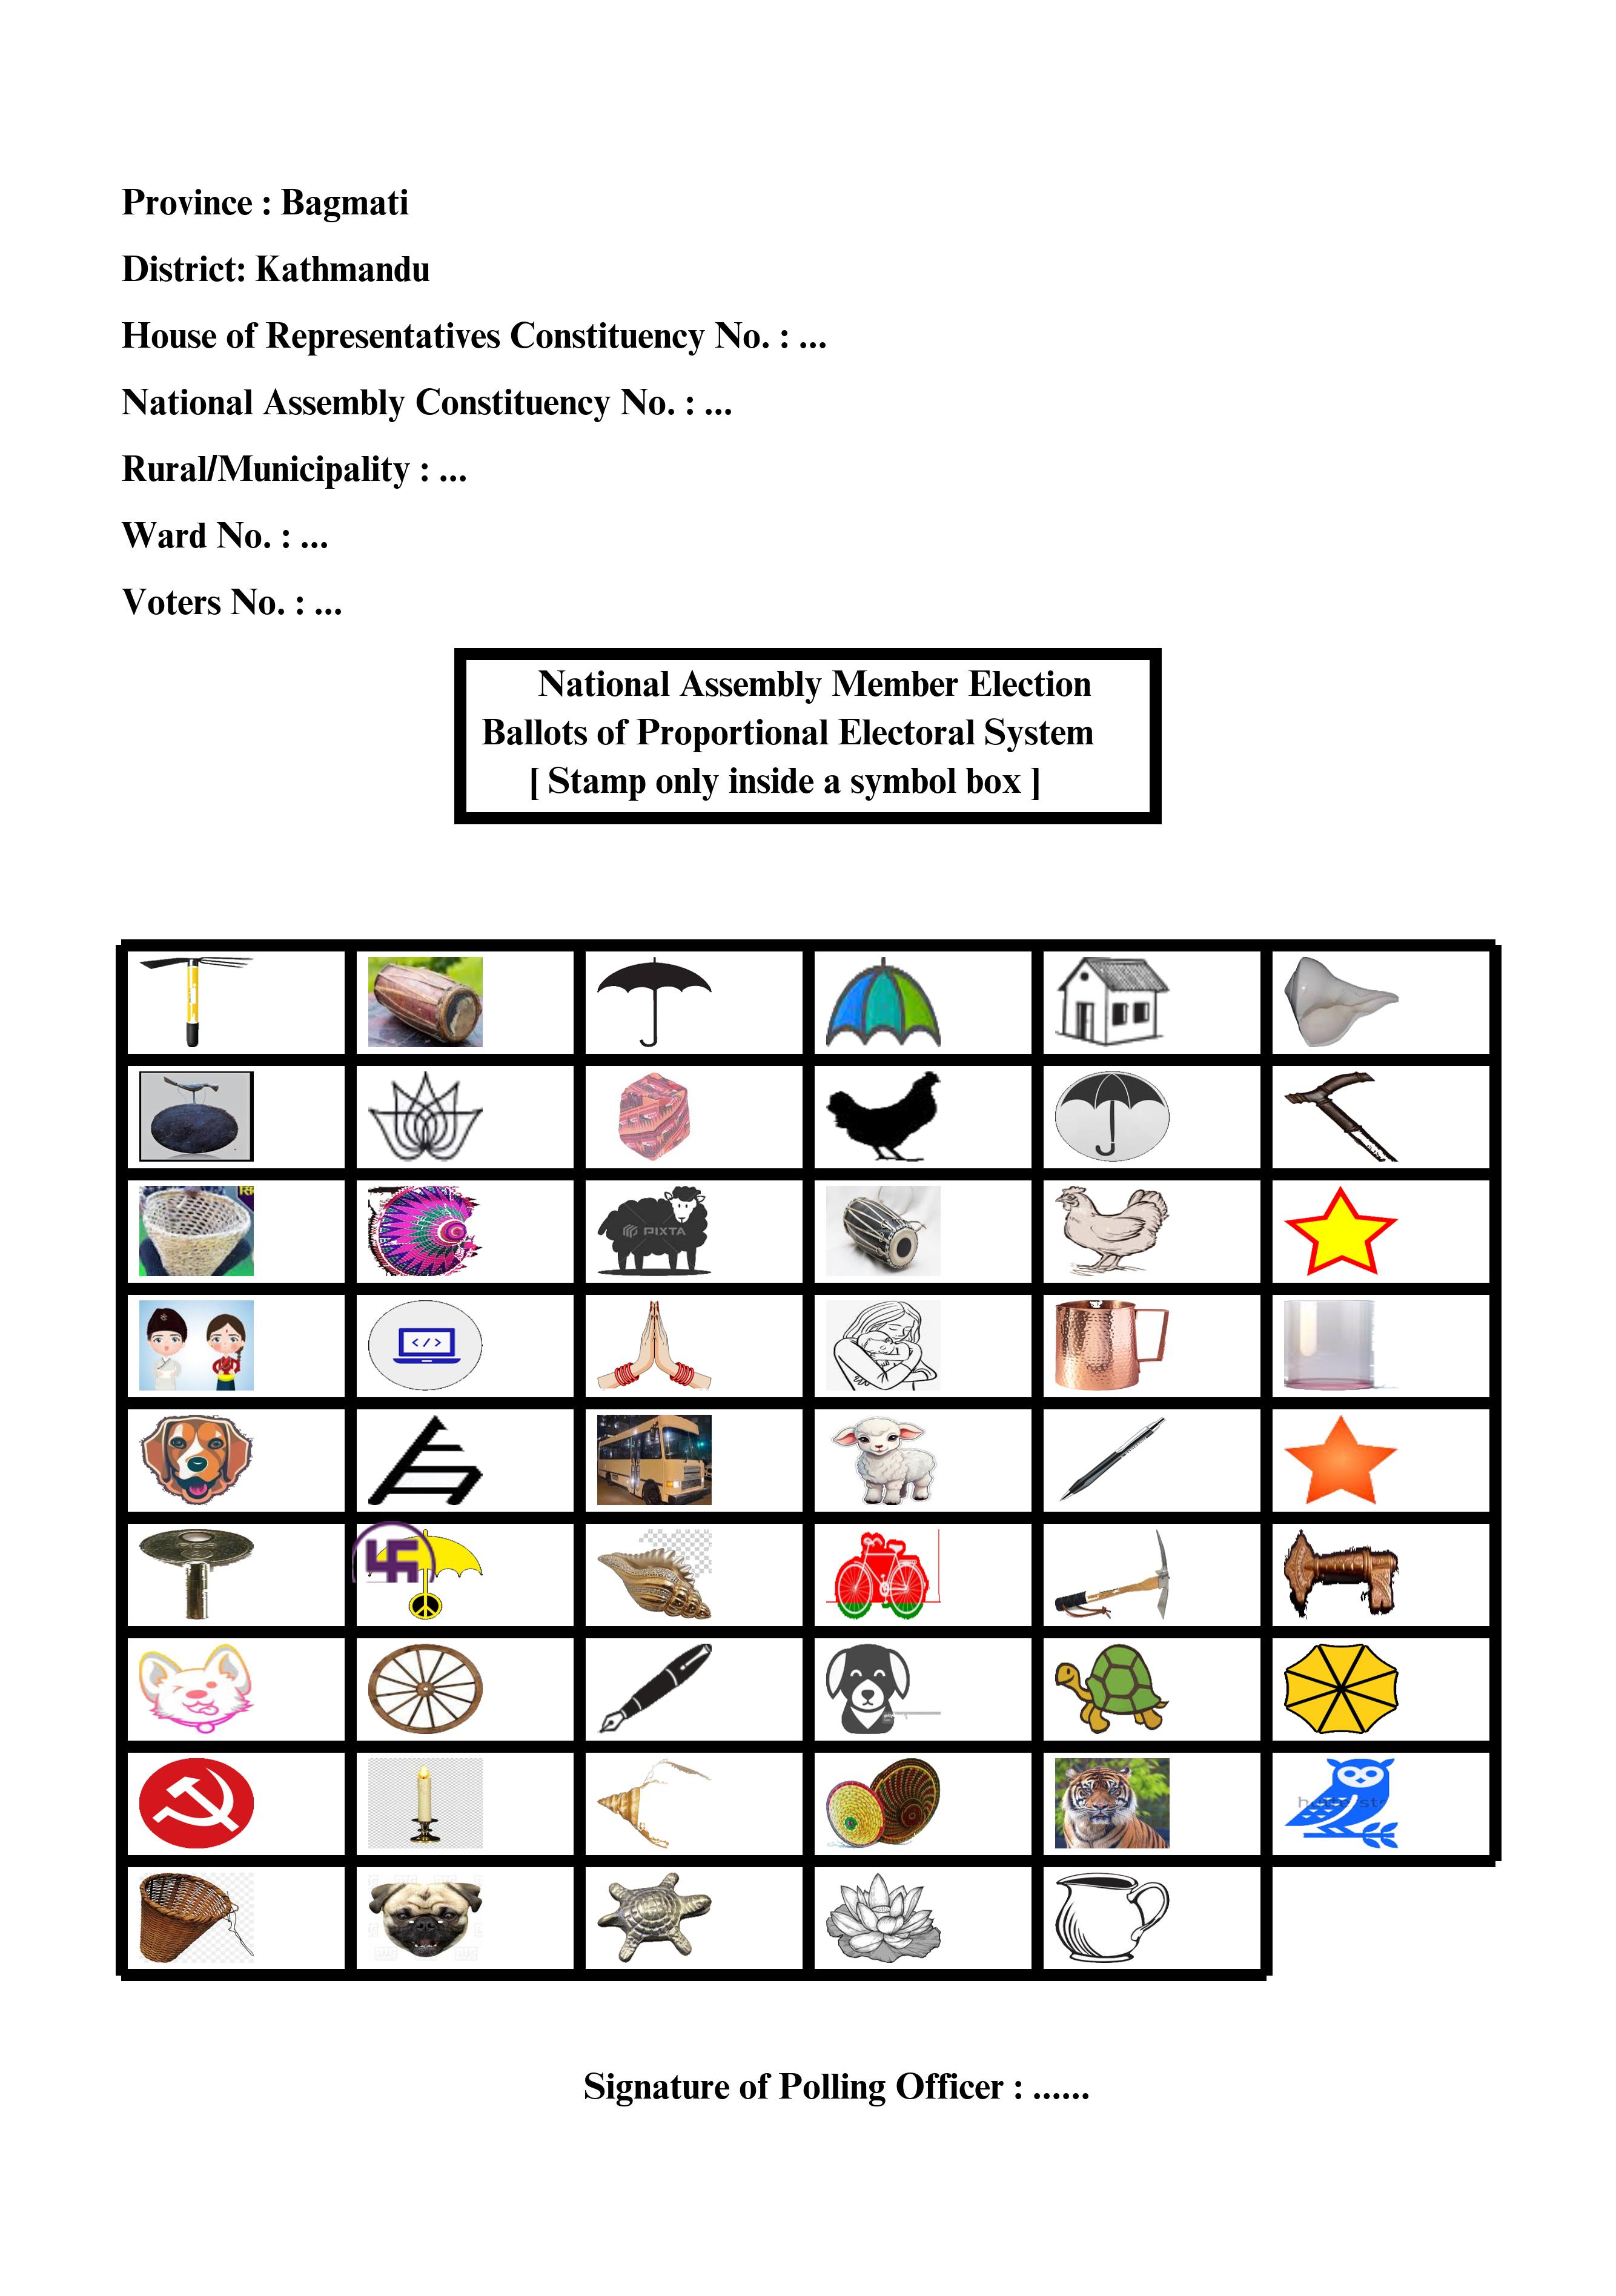 Province : Bagmati
District: Kathmandu
House of Representatives Constituency No. : ...
National Assembly Constituency No. : ...
Rural/Municipality : ...
Ward No. : ...
Voters No. : ...
National Assembly Member Election
Ballots of Proportional Electoral System
[ Stamp only inside a symbol box ]
PIXTA
</>
Signature of Polling Officer : ......